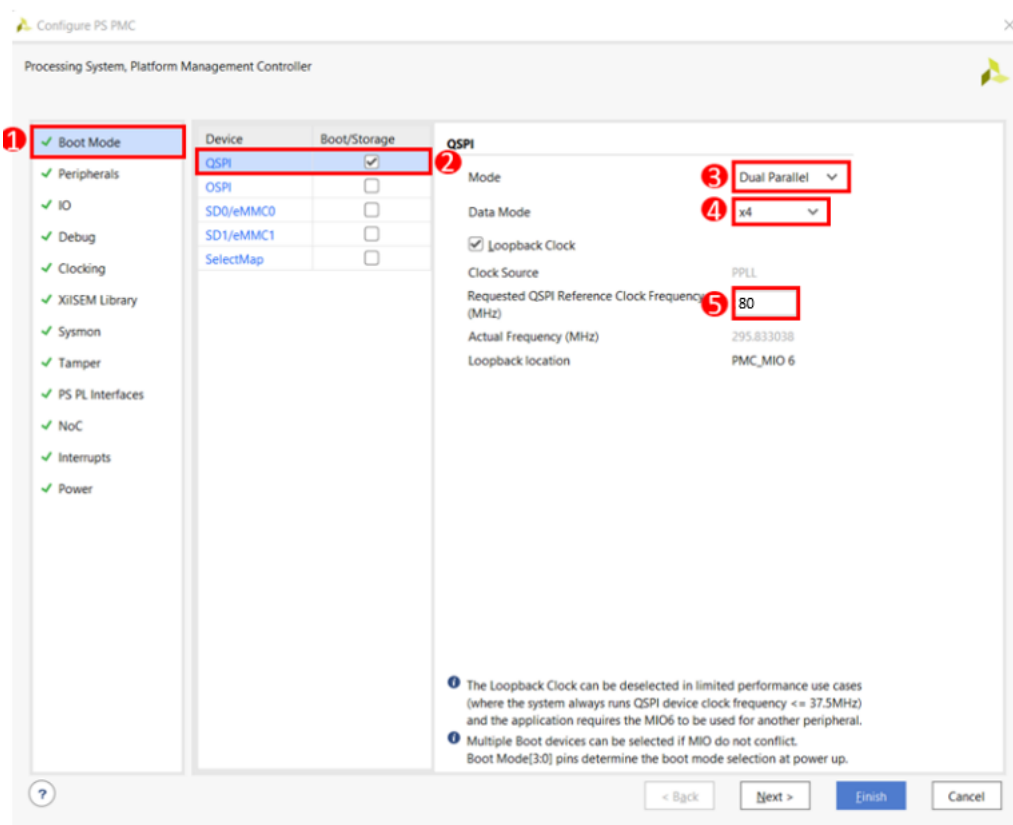 Configure PS PMC
Processing System, Platform Management Controller
1
Boot Mode
Peripherals
IO
Debug
Clocking
XilSEM Library
Sysmon
Tamper
PS PL Interfaces
NoC
Interrupts
Power
Device Boot/Storage
QSPI
OSPI
SD0/eMMC0
SD1/eMMC1
SelectMap
2
QSPI
Mode 3 Dual Parallel
Data Mode 4 x4
Loopback Clock
Clock Source PPLL
Requested QSPI Reference Clock Frequency
(MHz) 5 80
Actual Frequency (MHz) 295.833038
Loopback location PMC_MIO 6
The Loopback Clock can be deselected in limited performance use cases
(where the system always runs QSPI device clock frequency <= 37.5MHz)
and the application requires the MIO6 to be used for another peripheral.
Multiple Boot devices can be selected if MIO do not conflict.
Boot Mode[3:0] pins determine the boot mode selection at power up.
? < Back Next > Finish Cancel